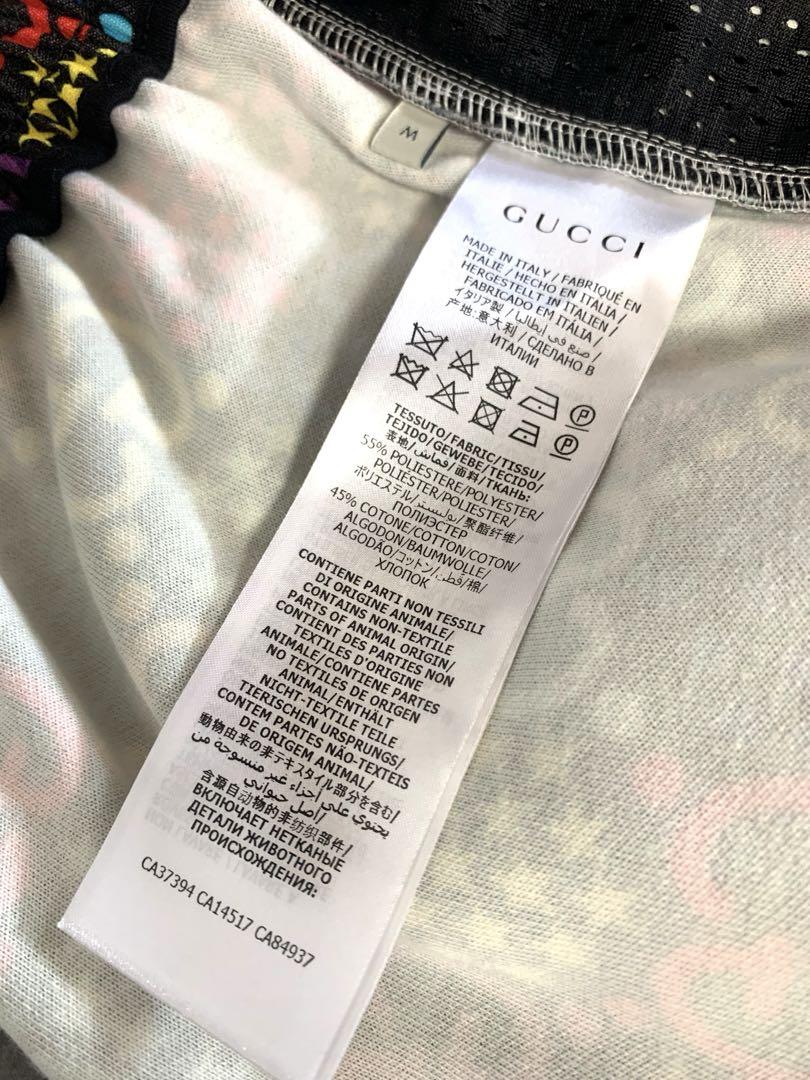 M
GUCCI
MADE IN ITALY / FABRIQUÉ EN
ITALIE / HECHO EN ITALIA /
HERGESTELLT IN ITALIEN /
FABRICADO EM ITÁLIA /
イタリア製 / صنع في إيطاليا /
产地:意大利 / СДЕЛАНО В
ИТАЛИИ
P
P
TESSUTO/FABRIC/TISSU/
TEJIDO/GEWEBE/TECIDO/
表地/قماش/面料/ТКАНЬ:
55% POLIESTERE/POLYESTER/
POLYESTER/POLIÉSTER/
ポリエステル/بوليستر/聚酯纤维/
ПОЛИЭСТЕР
45% COTONE/COTTON/COTON/
ALGODON/BAUMWOLLE/
ALGODÃO/コットン/قطن/棉/
ХЛОПОК
CONTIENE PARTI NON TESSILI
DI ORIGINE ANIMALE/
CONTAINS NON-TEXTILE
PARTS OF ANIMAL ORIGIN/
CONTIENT DES PARTIES NON
TEXTILES D'ORIGINE
ANIMALE/CONTIENE PARTES
NO TEXTILES DE ORIGEN
ANIMAL/ENTHÄLT
NICHT-TEXTILE TEILE
TIERISCHEN URSPRUNGS/
CONTEM PARTES NÃO-TEXTEIS
DE ORIGEM ANIMAL/
動物由来の非テキスタイル部分を含む/
يحتوي على أجزاء غير منسوجة من
أصل حيواني/
含源自动物的非纺织部件/
ВКЛЮЧАЕТ НЕТКАНЫЕ
ДЕТАЛИ ЖИВОТНОГО
ПРОИСХОЖДЕНИЯ:
CA37394 CA14517 CA84937